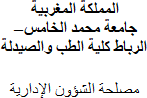 المملكة المغربية
جامعة محمد الخامس–
الرباط كلية الطب والصيدلة
مصلحة الشؤون الإدارية